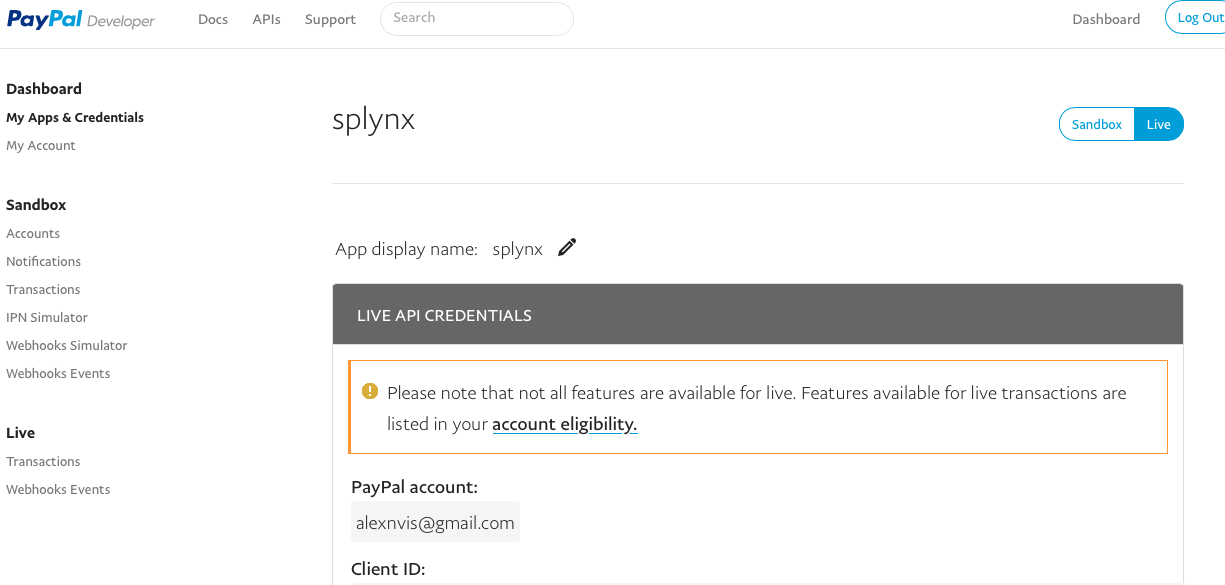 PayPal Developer Docs APIs Support Search Dashboard Log Out
Dashboard
My Apps & Credentials
My Account
Sandbox
Accounts
Notifications
Transactions
IPN Simulator
Webhooks Simulator
Webhooks Events
Live
Transactions
Webhooks Events
splynx
Sandbox Live
App display name: splynx
LIVE API CREDENTIALS
Please note that not all features are available for live. Features available for live transactions are
listed in your account eligibility.
PayPal account:
alexnvis@gmail.com
Client ID: